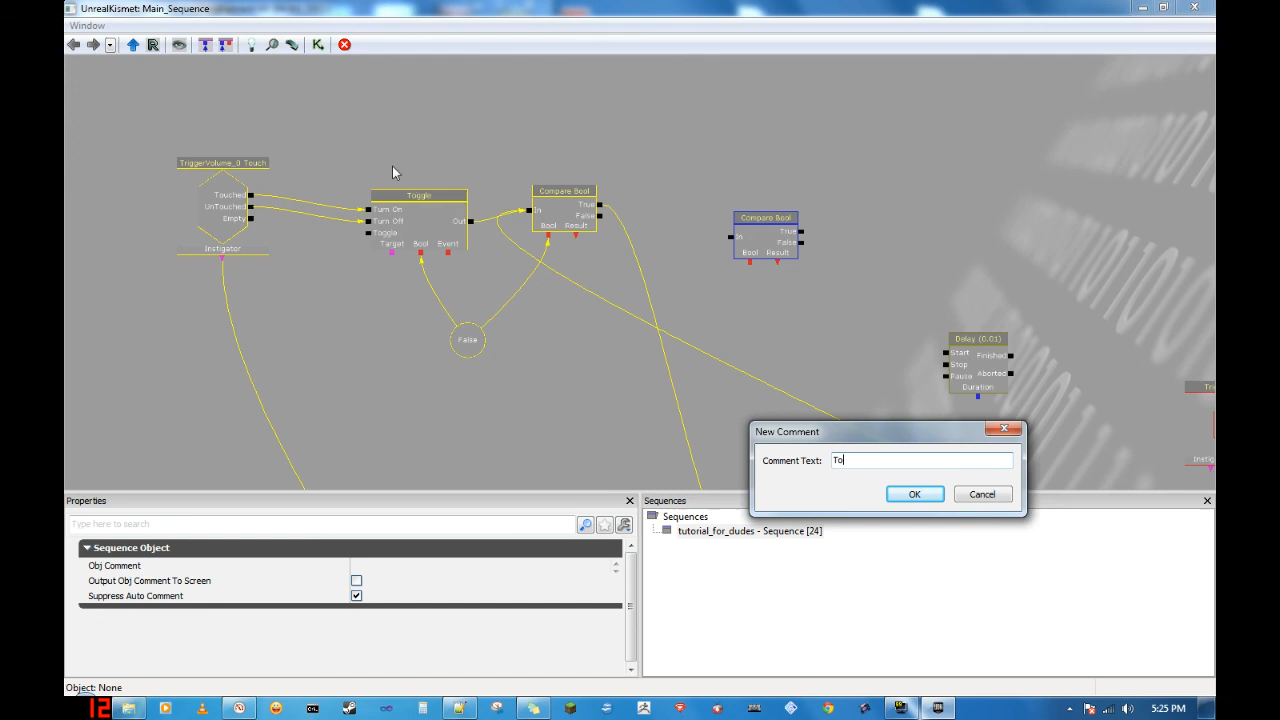 UnrealKismet: Main_Sequence
Window
TriggerVolume_0 Touch
Touched
UnTouched
Empty
Instigator
Toggle
Turn On
Turn Off
Toggle
Out
Target Bool Event
Compare Bool
In
True
False
Bool Result
False
Compare Bool
In
True
False
Bool Result
Delay (0.01)
Start
Stop
Pause
Finished
Aborted
Duration
New Comment
Comment Text: To
OK Cancel
Properties
Type here to search
Sequence Object
Obj Comment
Output Obj Comment To Screen
Suppress Auto Comment
Sequences
Sequences
tutorial_for_dudes - Sequence [24]
Object: None
12
5:25 PM